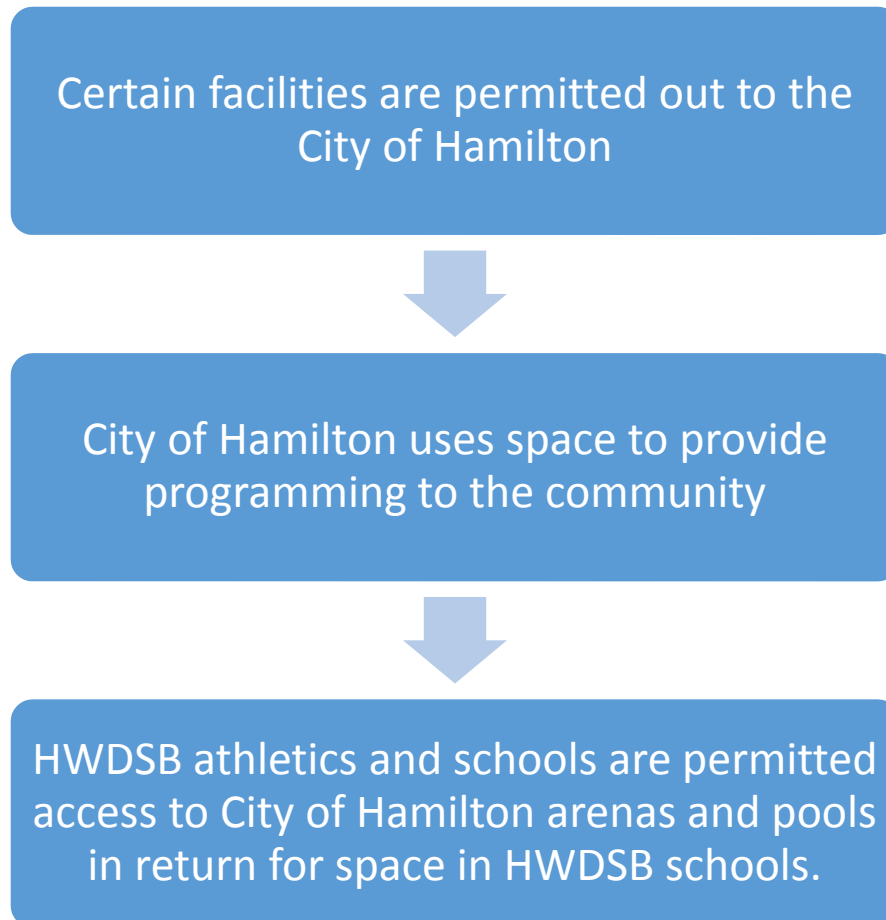 Certain facilities are permitted out to the
City of Hamilton
City of Hamilton uses space to provide
programming to the community
HWDSB athletics and schools are permitted
access to City of Hamilton arenas and pools
in return for space in HWDSB schools.